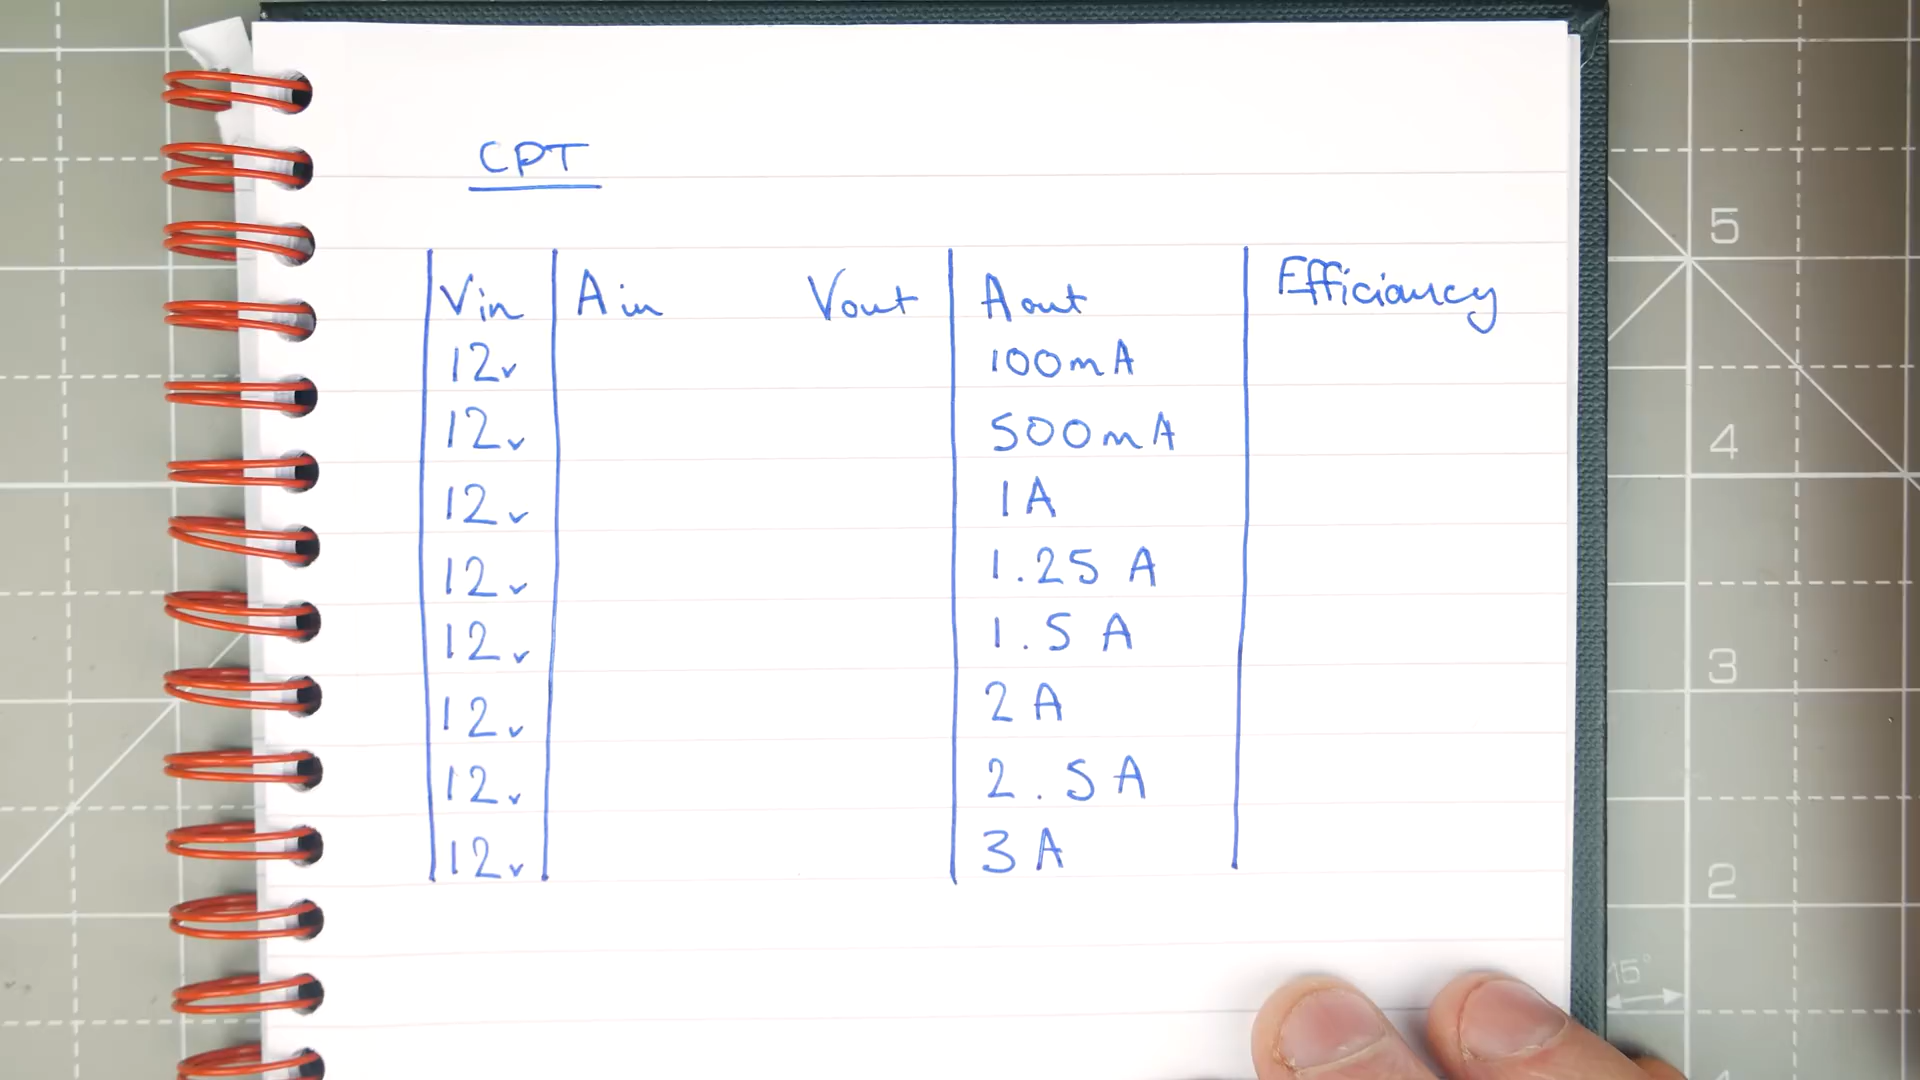 CPT
Vin Ain Vout Aout Efficiancy
12v 100mA
12v 500mA
12v 1A
12v 1.25 A
12v 1.5 A
12v 2 A
12v 2.5 A
12v 3 A
5
4
3
2
15°